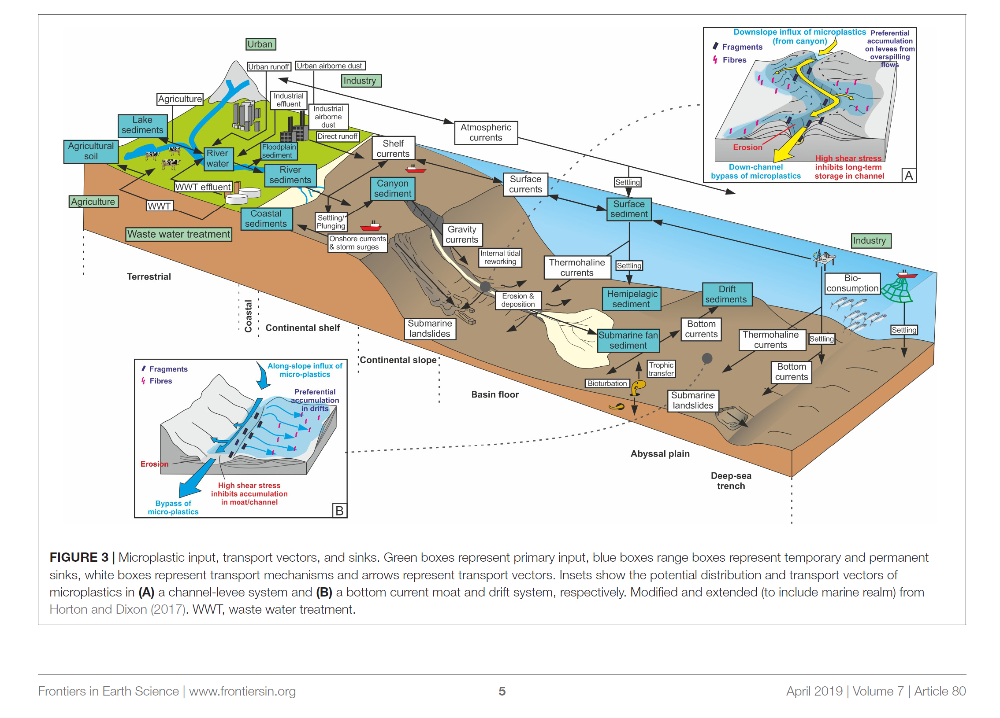 Urban
Urban runoff
Urban airborne dust
Industry
Agriculture
Industrial
effluent
Industrial
airborne
dust
Direct runoff
Lake
sediments
Agricultural
soil
River
water
Floodplain
sediment
River
sediments
WWT effluent
Agriculture
WWT
Waste water treatment
Coastal
sediments
Shelf
currents
Canyon
sediment
Settling/
Plunging
Onshore currents
& storm surges
Atmospheric
currents
Surface
currents
Settling
Surface
sediment
Gravity
currents
Internal tidal
reworking
Thermohaline
currents
Settling
Erosion &
deposition
Hemipelagic
sediment
Drift
sediments
Submarine
landslides
Submarine fan
sediment
Bottom
currents
Industry
Bio-
consumption
Thermohaline
currents
Settling
Settling
Bottom
currents
Trophic
transfer
Bioturbation
Submarine
landslides
Terrestrial
Coastal
Continental shelf
Continental slope
Basin floor
Abyssal plain
Deep-sea
trench
Downslope influx of microplastics
(from canyon)
Preferential
accumulation
on levees from
overspilling
flows
Fragments
Fibres
Erosion
High shear stress
inhibits long-term
storage in channel
Down-channel
bypass of microplastics
A
Fragments
Fibres
Along-slope influx of
micro-plastics
Preferential
accumulation
in drifts
Erosion
High shear stress
inhibits accumulation
in moat/channel
Bypass of
micro-plastics
B
FIGURE 3 | Microplastic input, transport vectors, and sinks. Green boxes represent primary input, blue boxes range boxes represent temporary and permanent
sinks, white boxes represent transport mechanisms and arrows represent transport vectors. Insets show the potential distribution and transport vectors of
microplastics in (A) a channel-levee system and (B) a bottom current moat and drift system, respectively. Modified and extended (to include marine realm) from
Horton and Dixon (2017). WWT, waste water treatment.
Frontiers in Earth Science | www.frontiersin.org
5
April 2019 | Volume 7 | Article 80